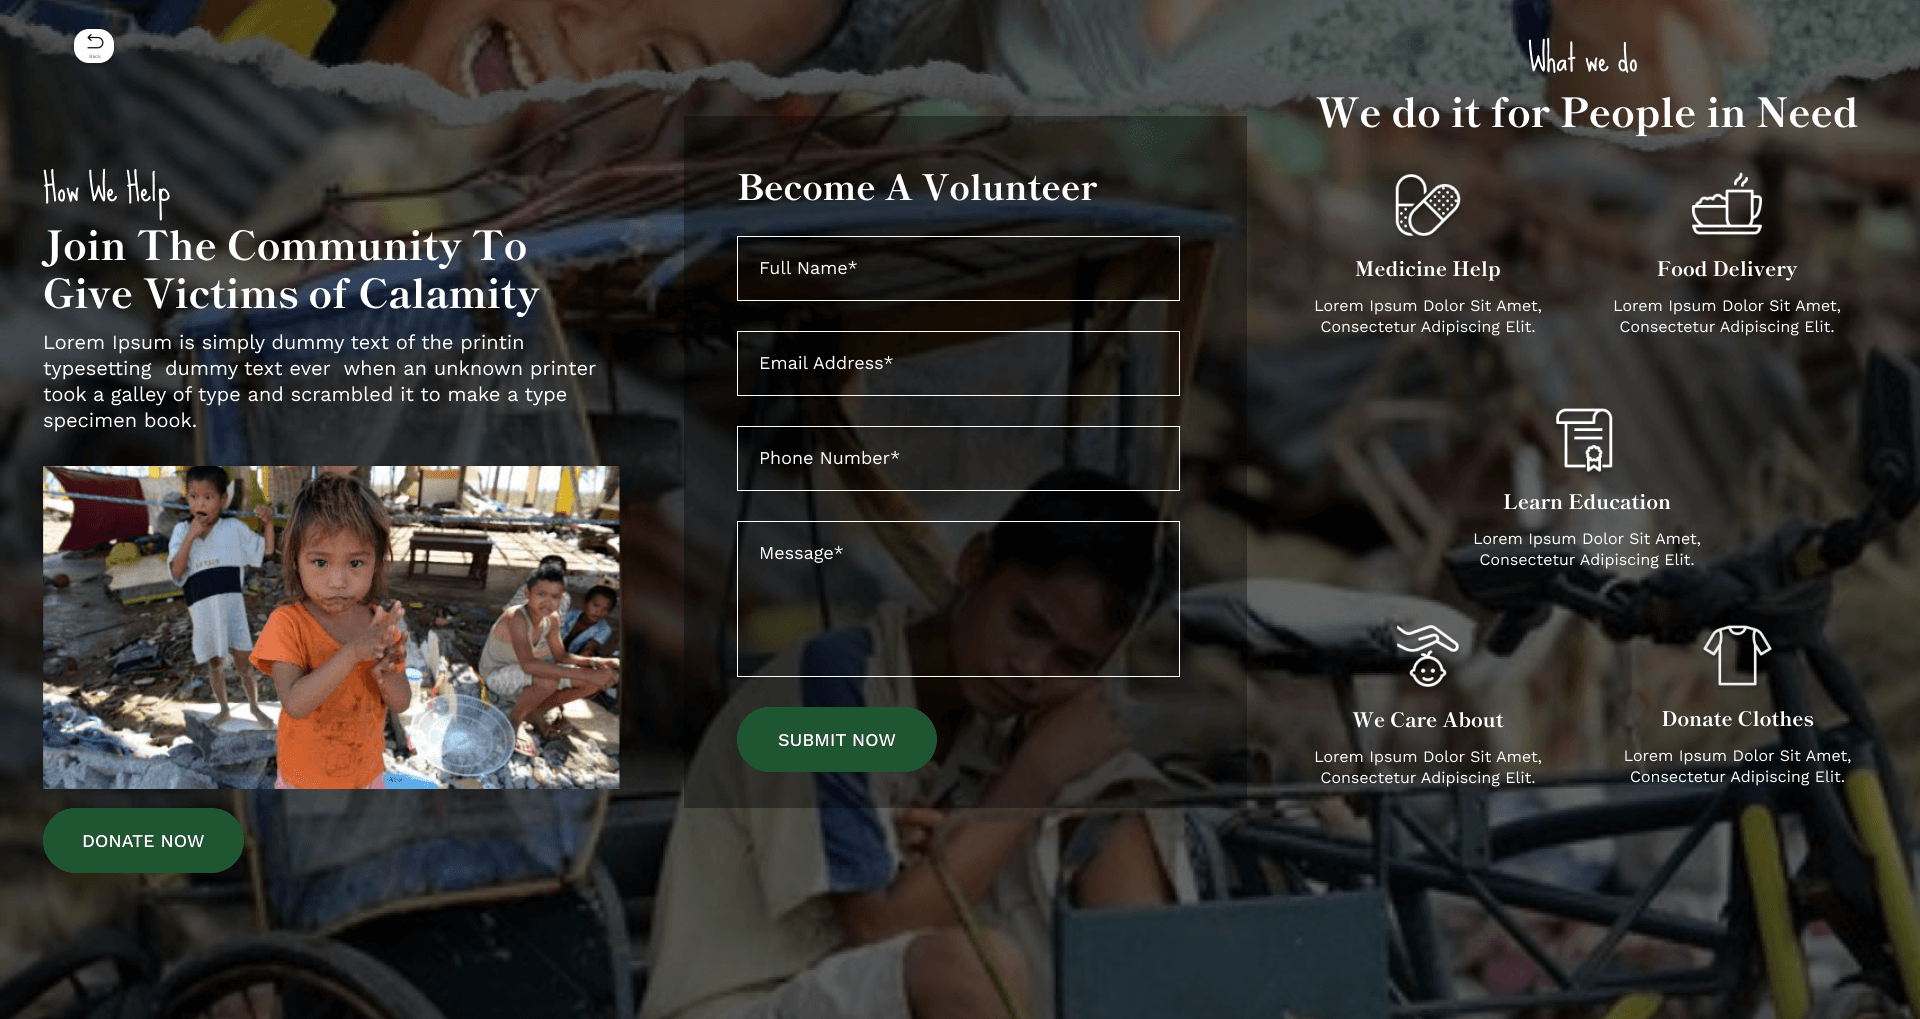 Back
How We Help
Join The Community To
Give Victims of Calamity
Lorem Ipsum is simply dummy text of the printin
typesetting  dummy text ever  when an unknown printer
took a galley of type and scrambled it to make a type
specimen book.
DONATE NOW
Become A Volunteer
Full Name*
Email Address*
Phone Number*
Message*
SUBMIT NOW
What we do
We do it for People in Need
Medicine Help
Lorem Ipsum Dolor Sit Amet,
Consectetur Adipiscing Elit.
Food Delivery
Lorem Ipsum Dolor Sit Amet,
Consectetur Adipiscing Elit.
Learn Education
Lorem Ipsum Dolor Sit Amet,
Consectetur Adipiscing Elit.
We Care About
Lorem Ipsum Dolor Sit Amet,
Consectetur Adipiscing Elit.
Donate Clothes
Lorem Ipsum Dolor Sit Amet,
Consectetur Adipiscing Elit.